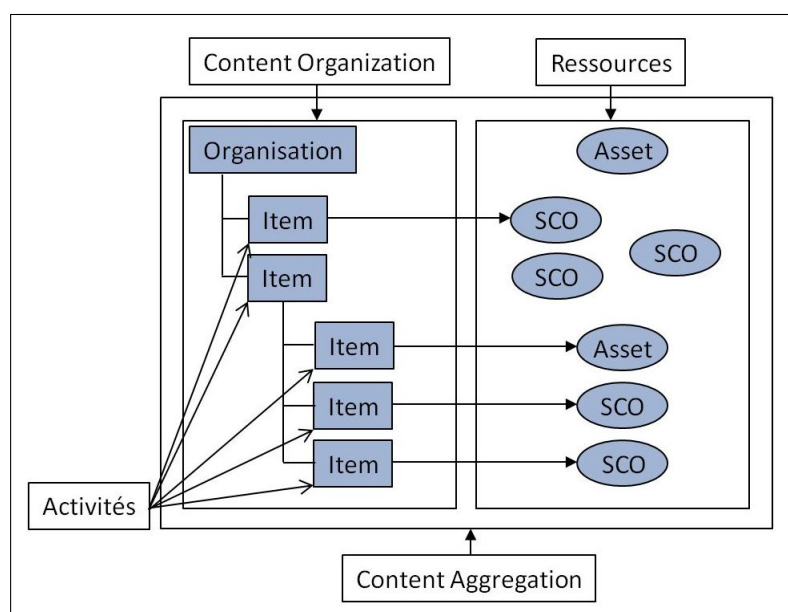 Content Organization
Ressources
Organisation
Asset
Item
SCO
SCO
Item
SCO
Item
Asset
Item
SCO
Item
SCO
Activités
Content Aggregation